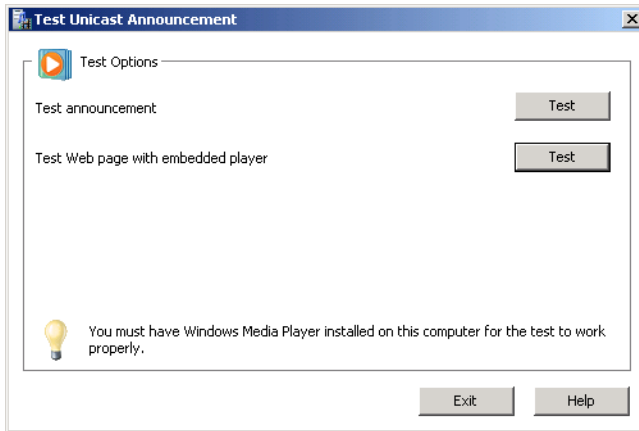 Test Unicast Announcement
Test Options
Test announcement
Test
Test Web page with embedded player
Test
You must have Windows Media Player installed on this computer for the test to work
properly.
Exit
Help